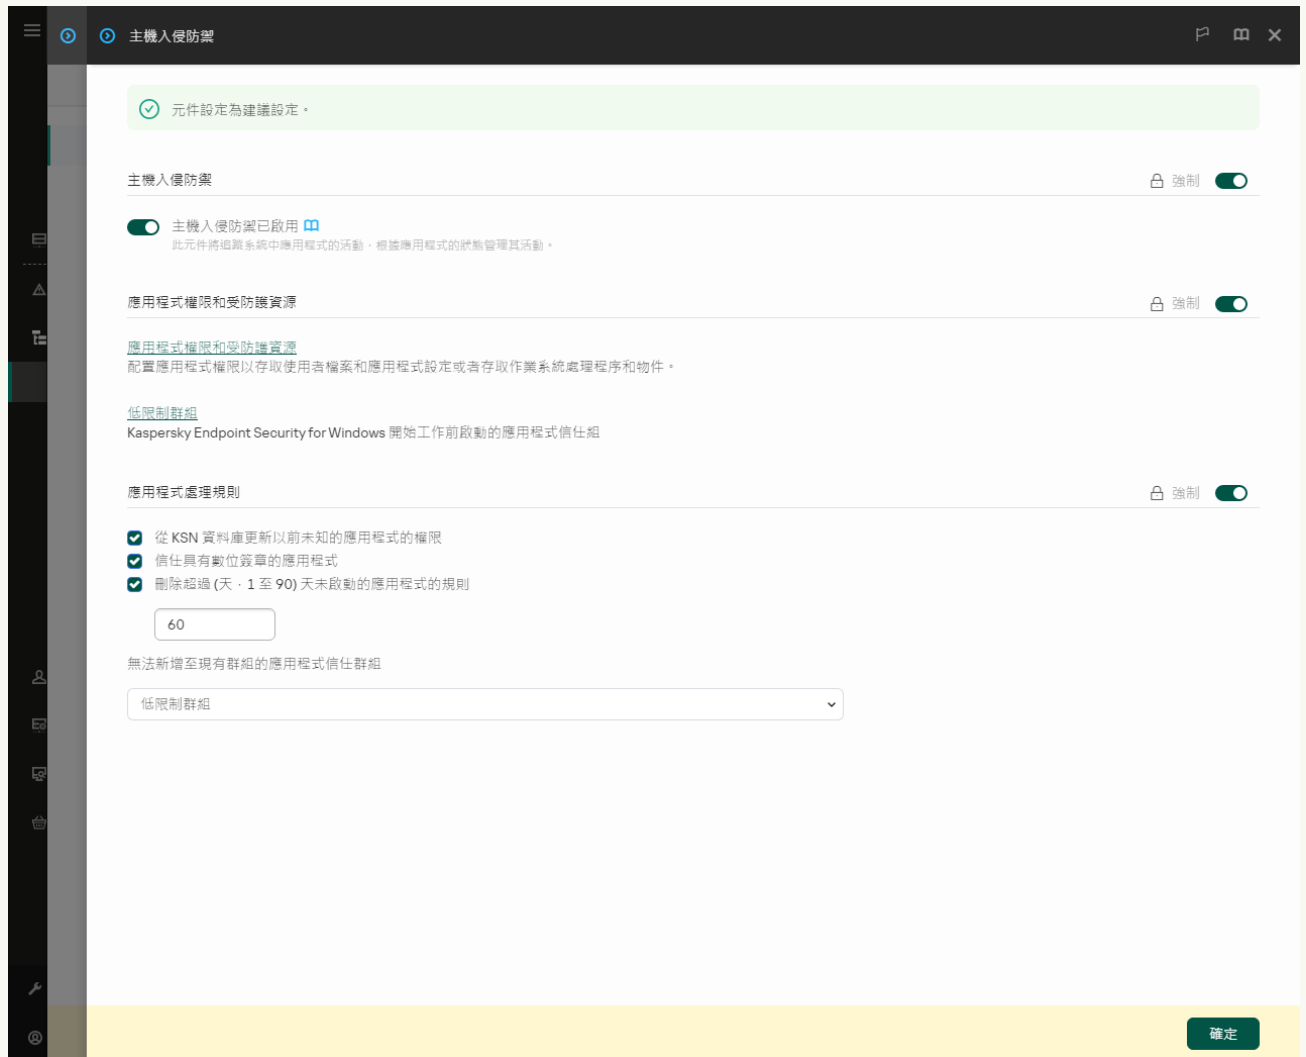 主機入侵防禦
元件設定為建議設定。
主機入侵防禦
強制
主機入侵防禦已啟用
此元件將追蹤系統中應用程式的活動，根據應用程式的狀態管理其活動。
應用程式權限和受防護資源
強制
應用程式權限和受防護資源
配置應用程式權限以存取使用者檔案和應用程式設定或者存取作業系統處理程序和物件。
低限制群組
Kaspersky Endpoint Security for Windows 開始工作前啟動的應用程式信任組
應用程式處理規則
強制
從 KSN 資料庫更新以前未知的應用程式的權限
信任具有數位簽章的應用程式
刪除超過 (天，1 至 90) 天未啟動的應用程式的規則
60
無法新增至現有群組的應用程式信任群組
低限制群組
確定